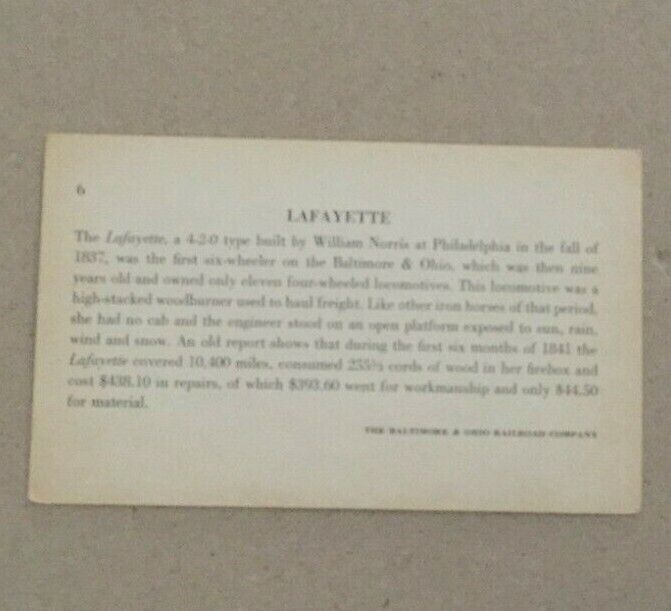 6
LAFAYETTE
The Lafayette, a 4-2-0 type built by William Norris at Philadelphia in the fall of
1837, was the first six-wheeler on the Baltimore & Ohio, which was then nine
years old and owned only eleven four-wheeled locomotives. This locomotive was a
high-stacked woodburner used to haul freight. Like other iron horses of that period,
she had no cab and the engineer stood on an open platform exposed to sun, rain,
wind and snow. An old report shows that during the first six months of 1841 the
Lafayette covered 10,400 miles, consumed cords of wood in her firebox and
cost $438.10 in repairs, of which $393.60 went for workmanship and only $44.50
for material.
THE BALTIMORE & OHIO RAILROAD COMPANY